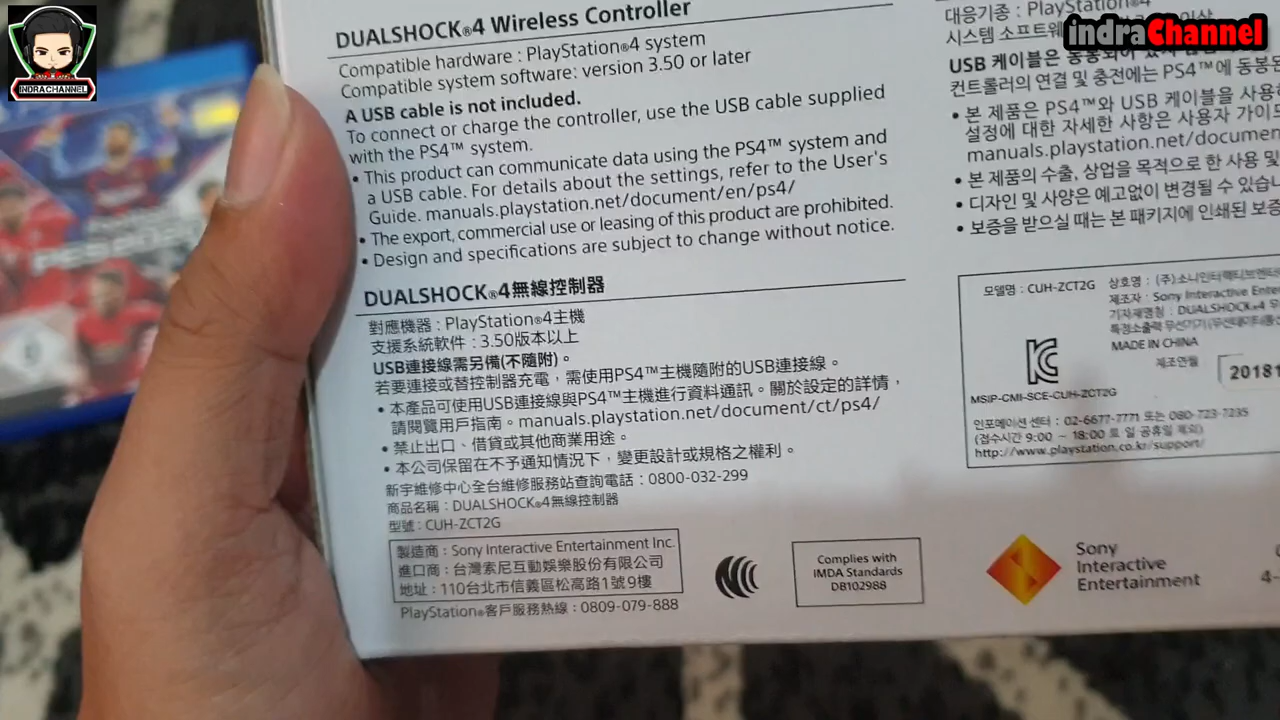 INDRA CHANNEL
indraChannel
DUALSHOCK®4 Wireless Controller
Compatible hardware : PlayStation®4 system
Compatible system software: version 3.50 or later
A USB cable is not included.
To connect or charge the controller, use the USB cable supplied
with the PS4™ system.
• This product can communicate data using the PS4™ system and
a USB cable. For details about the settings, refer to the User's
Guide. manuals.playstation.net/document/en/ps4/
• The export, commercial use or leasing of this product are prohibited.
• Design and specifications are subject to change without notice.
DUALSHOCK®4無線控制器
對應機器 : PlayStation®4主機
支援系統軟件 : 3.50版本以上
USB連接線需另備(不隨附)。
若要連接或替控制器充電，需使用PS4™主機隨附的USB連接線。
• 本產品可使用USB連接線與PS4™主機進行資料通訊。關於設定的詳情，
請閱覽用戶指南。manuals.playstation.net/document/ct/ps4/
• 禁止出口、借貸或其他商業用途。
• 本公司保留在不予通知情況下，變更設計或規格之權利。
新宇維修中心全台維修服務站查詢電話 : 0800-032-299
商品名稱 : DUALSHOCK®4無線控制器
型號 : CUH-ZCT2G
製造商 : Sony Interactive Entertainment Inc.
進口商 : 台灣索尼互動娛樂股份有限公司
地址 : 110台北市信義區松高路1號9樓
PlayStation®客戶服務熱線 : 0809-079-888
Complies with
IMDA Standards
DB102988
Sony
Interactive
Entertainment
대응기종 : PlayStation®4
시스템 소프트웨
USB 케이블은 동봉되어
컨트롤러의 연결 및 충전에는 PS4™에 동봉된
• 본 제품은 PS4™와 USB 케이블을 사용하
설정에 대한 자세한 사항은 사용자 가이드
manuals.playstation.net/documen
• 본 제품의 수출, 상업을 목적으로 한 사용 및
• 디자인 및 사양은 예고없이 변경될 수 있습니
• 보증을 받으실 때는 본 패키지에 인쇄된 보증
모델명 : CUH-ZCT2G
상호명 : (주)소니인터랙티브엔터
제조자 : Sony Interactive Enter
기자재명칭 : DUALSHOCK®4 무
MADE IN CHINA
제조연월
20181
MSIP-CMI-SCE-CUH-ZCT2G
인포메이션 센터 : 02-6677-7771 또는 080-723-7235
(접수시간 9:00 ~ 18:00 토 일 공휴일 제외)
http://www.playstation.co.kr/support/